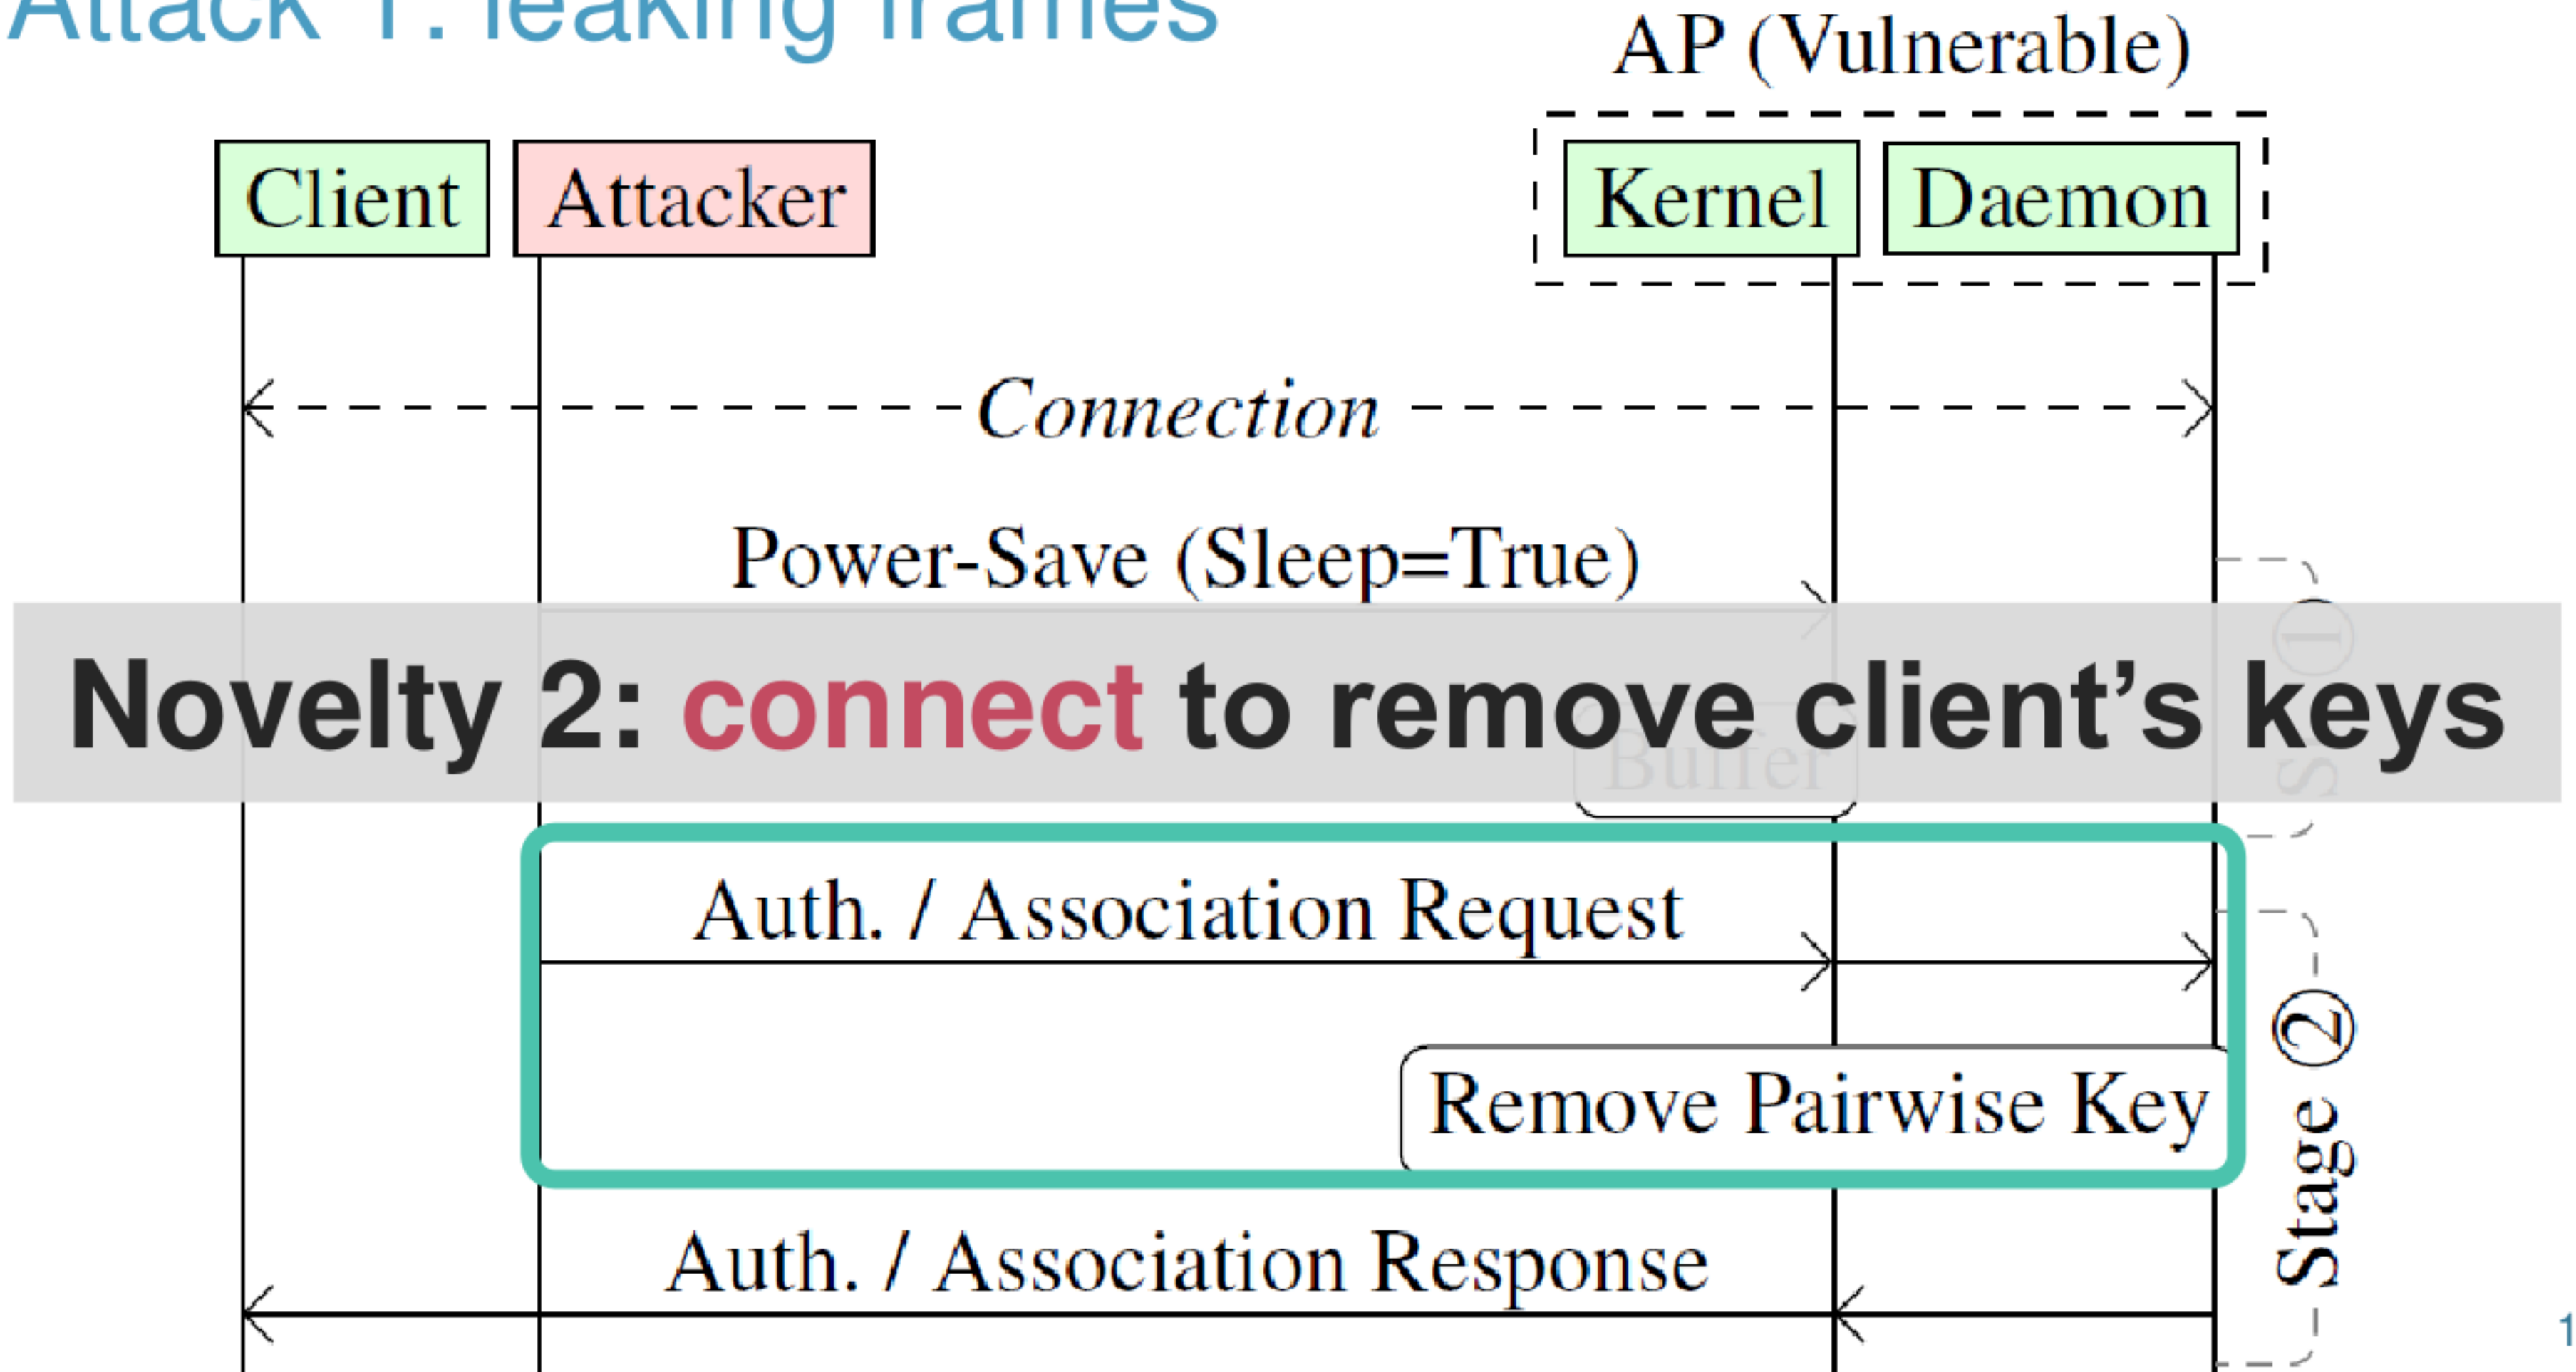 Attack 1: leaking frames
AP (Vulnerable)
Client
Attacker
Kernel
Daemon
Connection
Power-Save (Sleep=True)
Novelty 2: connect to remove client’s keys
Buffer
Auth. / Association Request
Remove Pairwise Key
Stage ②
Auth. / Association Response
1